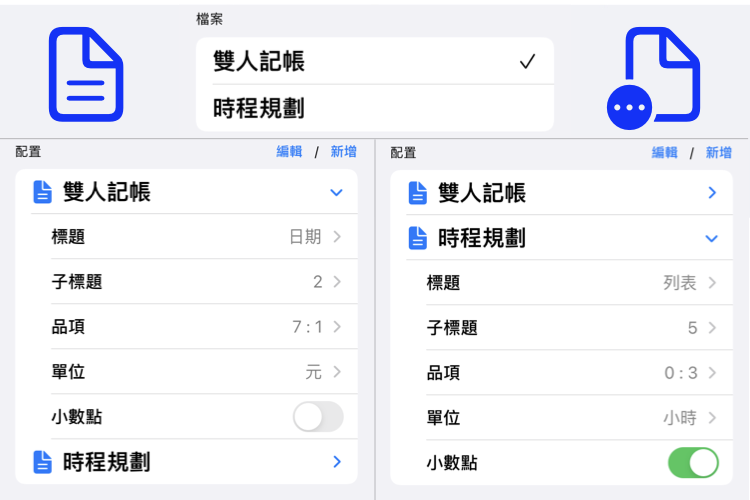 檔案
雙人記帳
時程規劃
配置 編輯 / 新增
雙人記帳
標題 日期
子標題 2
品項 7 : 1
單位 元
小數點
時程規劃
配置 編輯 / 新增
雙人記帳
時程規劃
標題 列表
子標題 5
品項 0 : 3
單位 小時
小數點